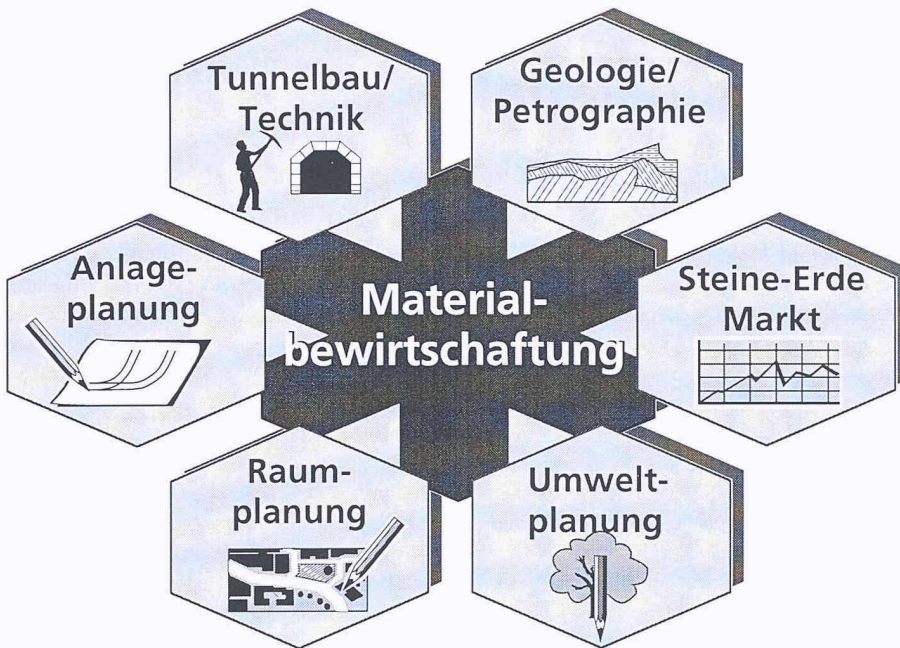 Tunnelbau/
Technik
Geologie/
Petrographie
Anlage-
planung
Material-
bewirtschaftung
Steine-Erde
Markt
Raum-
planung
Umwelt-
planung